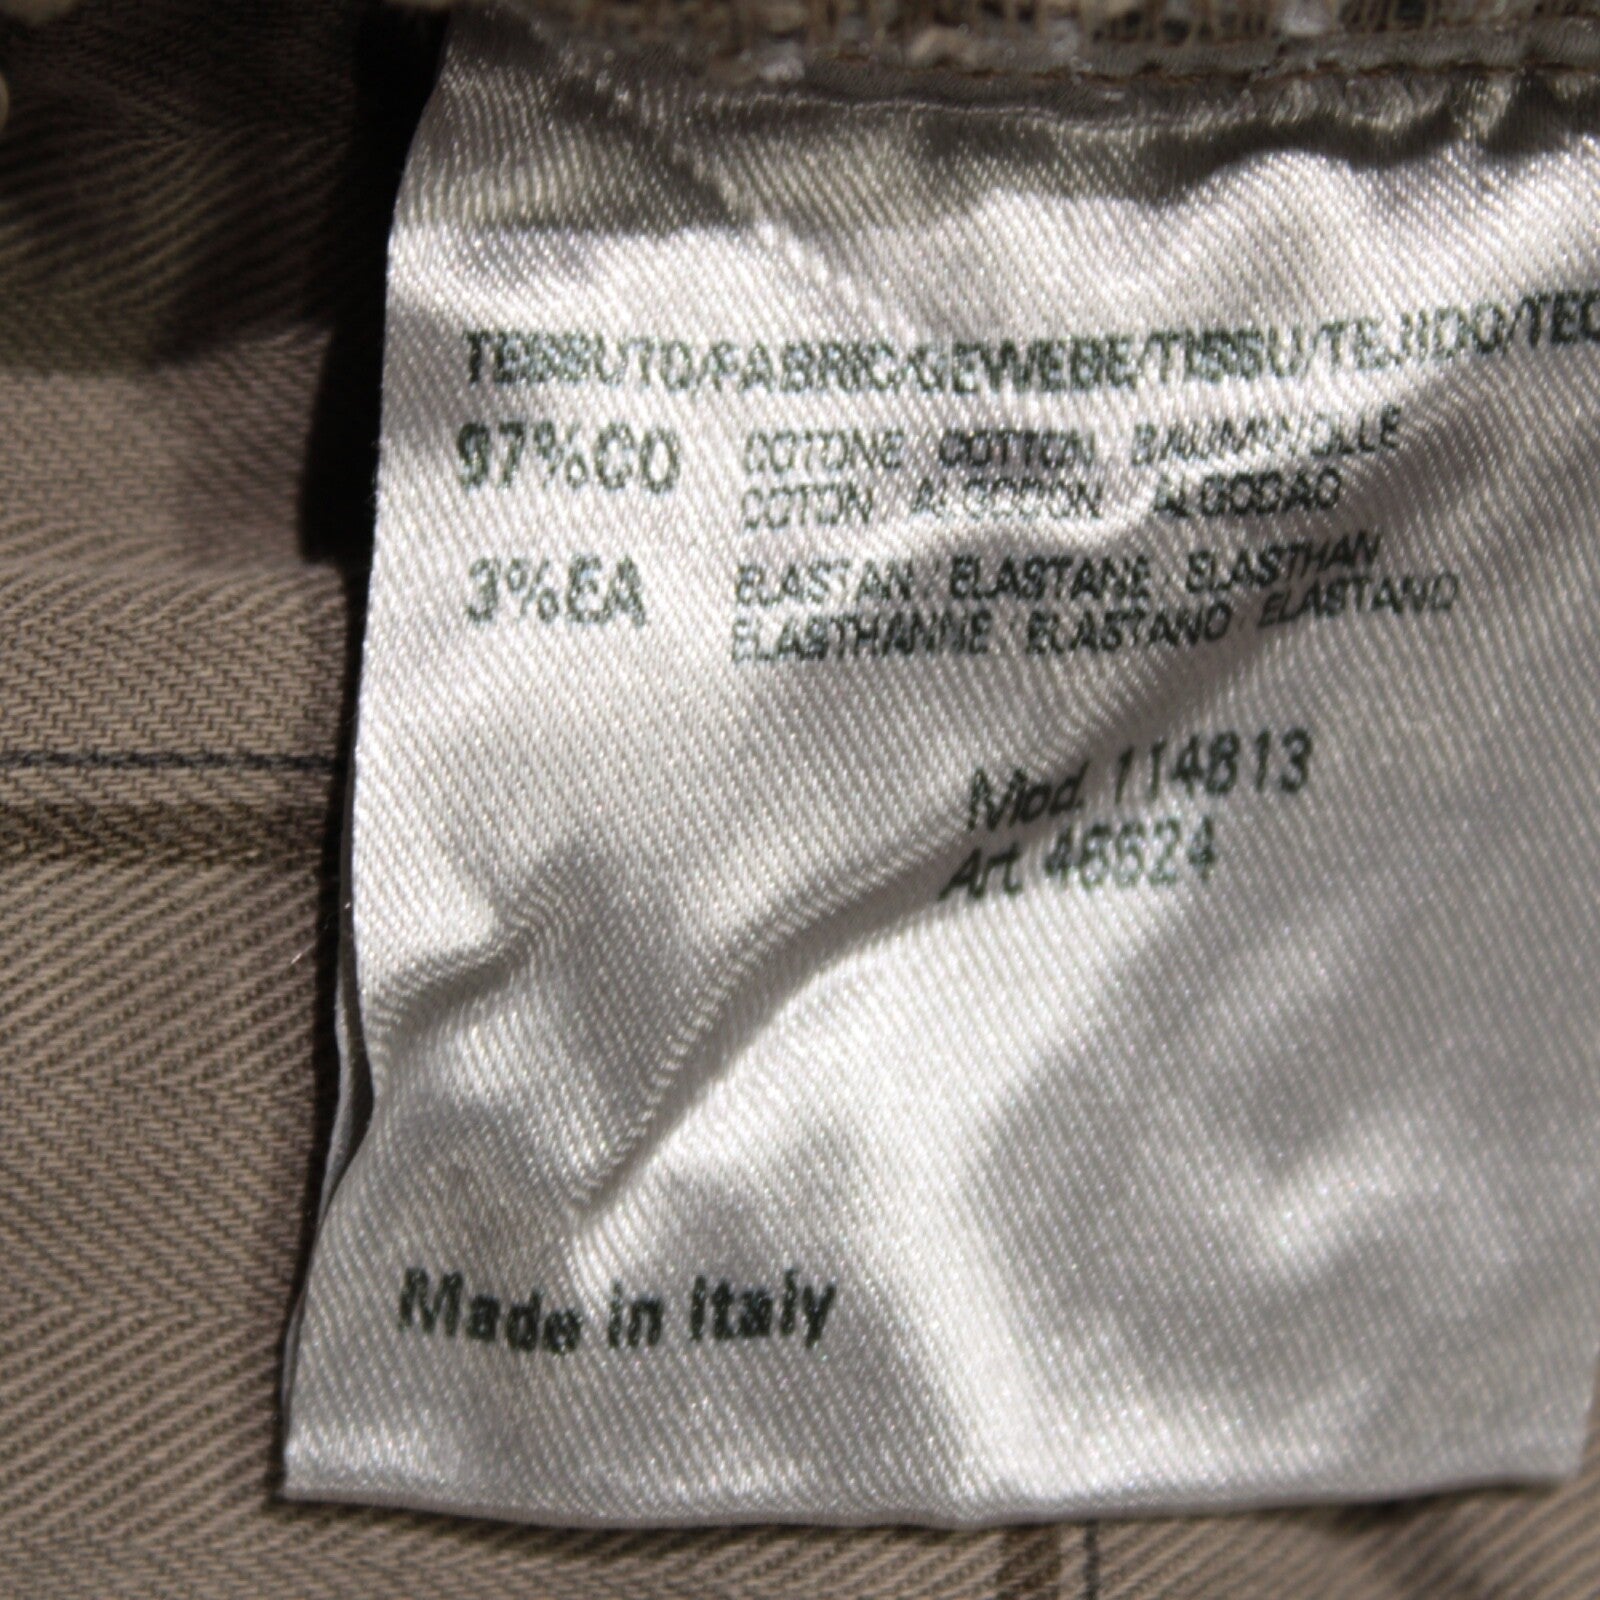 TESSUTO/FABRIC/GEWEBE/TISSU/TEJIDO/TEC
97%CO COTONE COTTON BAUMWOLLE
COTON ALGODON ALGODAO
3%EA ELASTAN ELASTANE ELASTHAN
ELASTHANNE ELASTANO ELASTANO
Mod. 114813
Art. 46624
Made in Italy